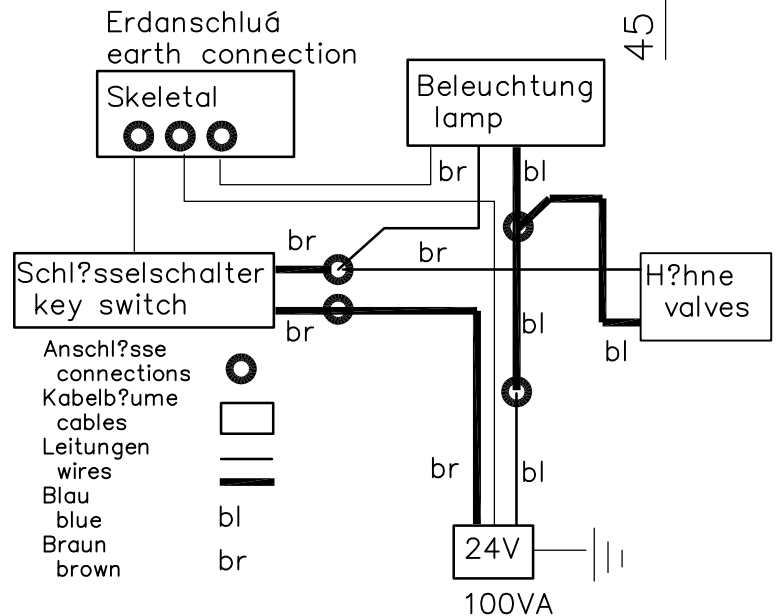 Erdanschluá
earth connection
45
Skeletal
Beleuchtung
lamp
br
bl
br
br
Schl?sselschalter
key switch
H?hne
valves
br
bl
bl
Anschl?sse
connections
Kabelb?ume
cables
Leitungen
wires
Blau
blue
bl
Braun
brown
br
br
bl
24V
100VA